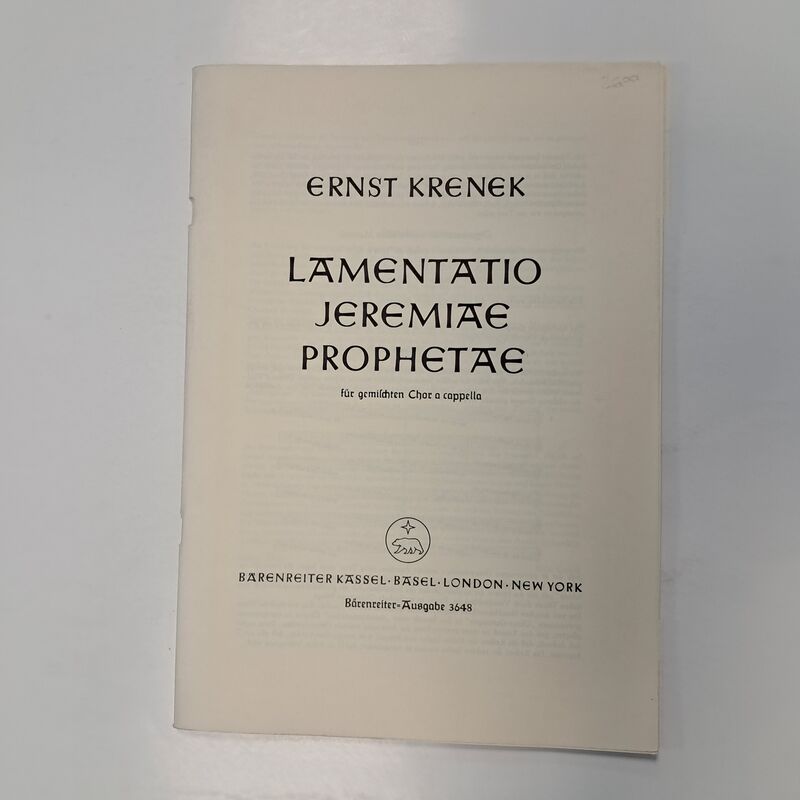 ERNST KRENEK
LAMENTATIO
JEREMIAE
PROPHETAE
für gemiſchten Chor a cappella
BÄRENREITER KASSEL · BASEL · LONDON · NEW YORK
Bärenreiter=Ausgabe 3648